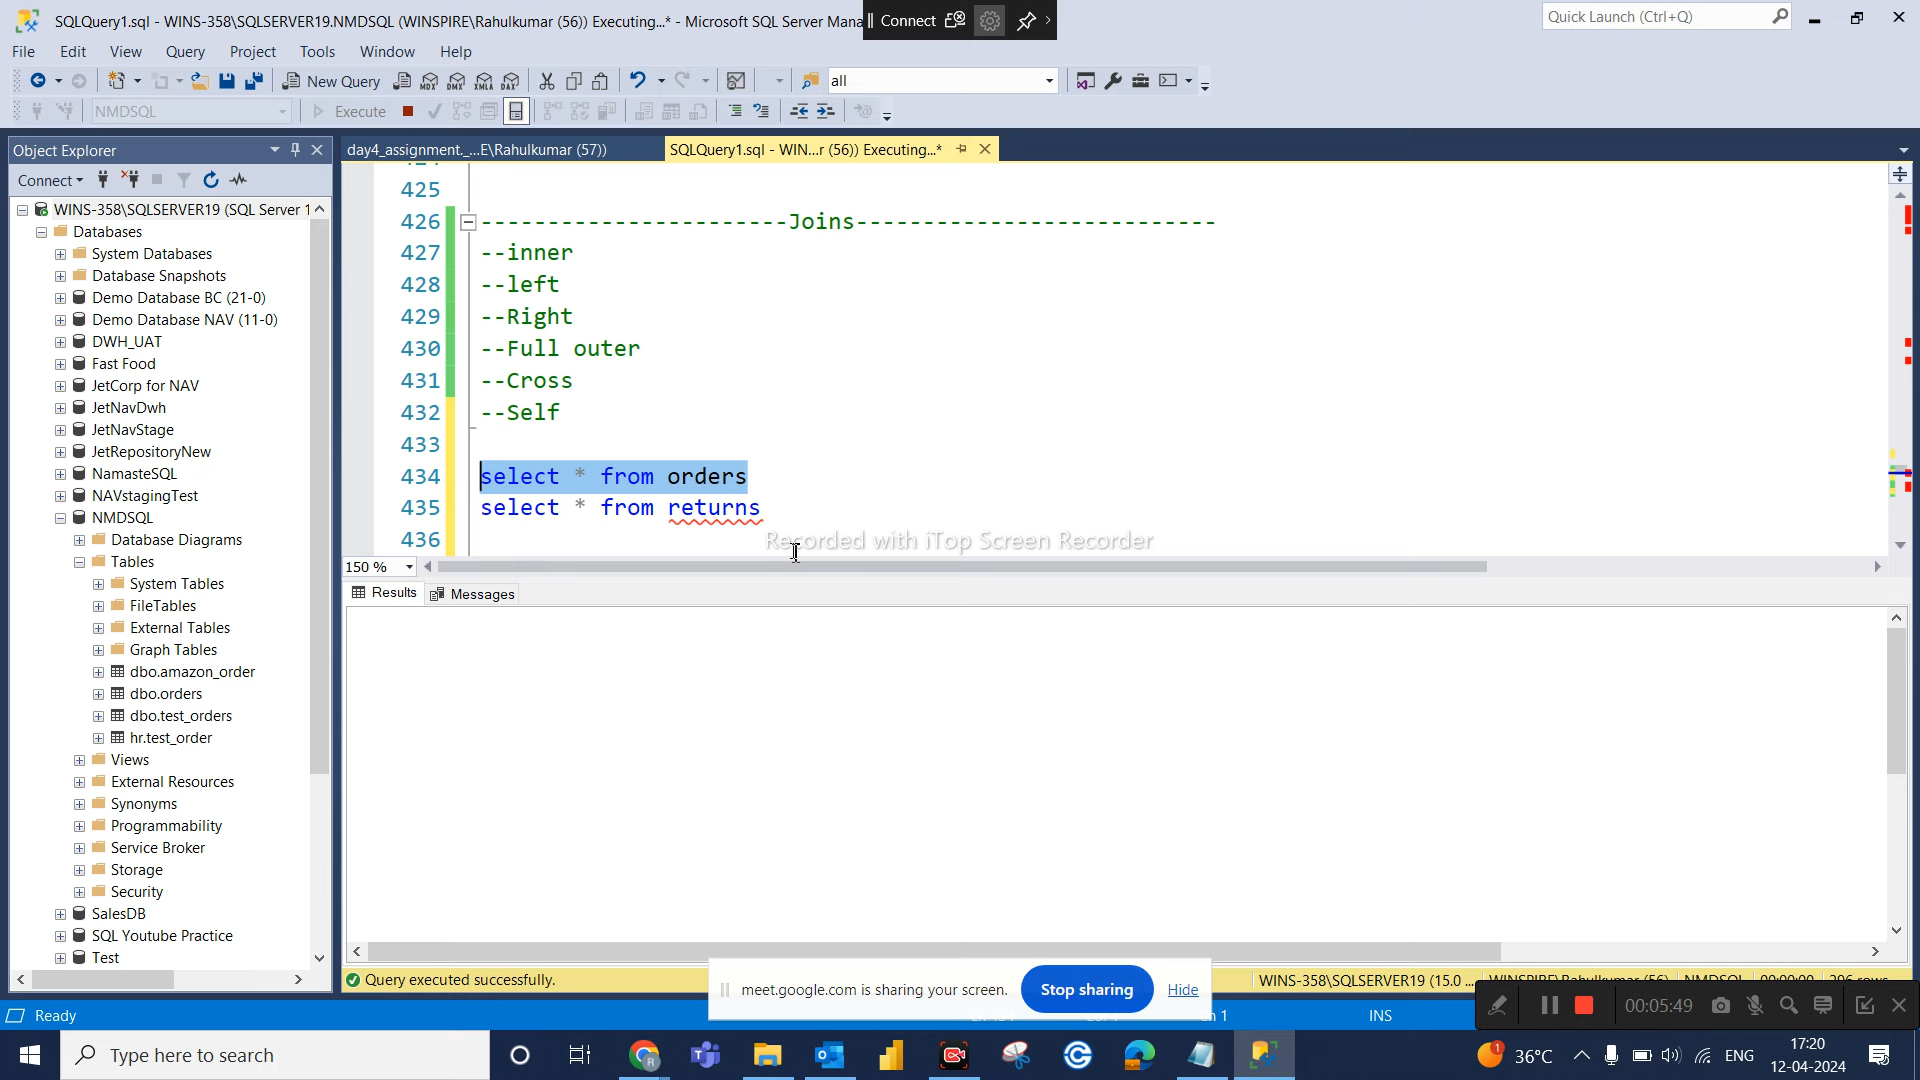 SQLQuery1.sql - WINS-358\SQLSERVER19.NMDSQL (WINSPIRE\Rahulkumar (56)) Executing...* - Microsoft SQL Server Mana
Connect
Quick Launch (Ctrl+Q)
File Edit View Query Project Tools Window Help
New Query
MDX DMX XMLA DAX
all
NMDSQL
Execute
Object Explorer
day4_assignment._...E\Rahulkumar (57))
SQLQuery1.sql - WIN...r (56)) Executing...*
Connect
WINS-358\SQLSERVER19 (SQL Server 1
Databases
System Databases
Database Snapshots
Demo Database BC (21-0)
Demo Database NAV (11-0)
DWH_UAT
Fast Food
JetCorp for NAV
JetNavDwh
JetNavStage
JetRepositoryNew
NamasteSQL
NAVstagingTest
NMDSQL
Database Diagrams
Tables
System Tables
FileTables
External Tables
Graph Tables
dbo.amazon_order
dbo.orders
dbo.test_orders
hr.test_order
Views
External Resources
Synonyms
Programmability
Service Broker
Storage
Security
SalesDB
SQL Youtube Practice
Test
425
426 -----------------------Joins---------------------------
427 --inner
428 --left
429 --Right
430 --Full outer
431 --Cross
432 --Self
433
434 select * from orders
435 select * from returns
436
Recorded with iTop Screen Recorder
150 %
Results Messages
Query executed successfully.
WINS-358\SQLSERVER19 (15.0 ...
meet.google.com is sharing your screen. Stop sharing Hide
Ready
INS
00:05:49
Type here to search
1
36°C
ENG
17:20
12-04-2024